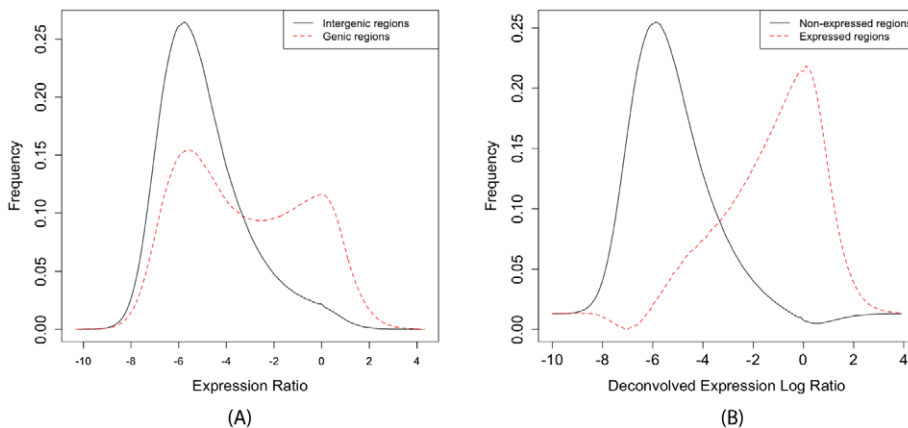 Intergenic regions
Genic regions
Frequency
0.00
0.05
0.10
0.15
0.20
0.25
-10
-8
-6
-4
-2
0
2
4
Expression Ratio
(A)
Non-expressed regions
Expressed regions
Frequency
0.00
0.05
0.10
0.15
0.20
0.25
-10
-8
-6
-4
-2
0
2
4
Deconvolved Expression Log Ratio
(B)